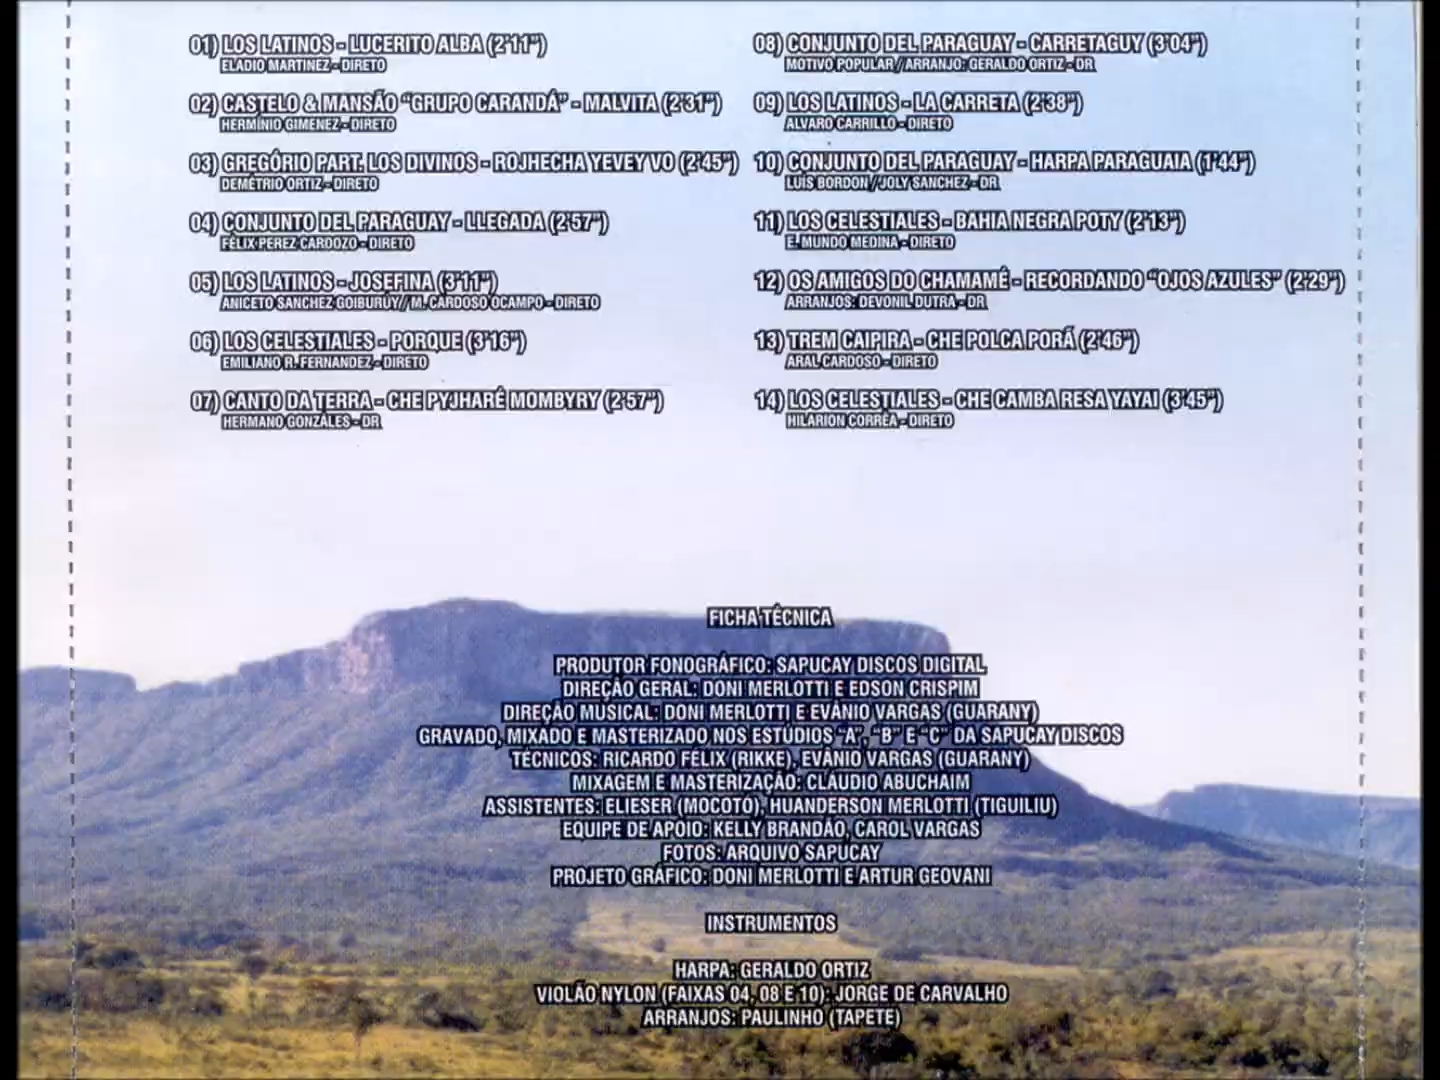 01) LOS LATINOS - LUCERITO ALBA (2'11")
ELADIO MARTINEZ - DIRETO
02) CASTELO & MANSÃO "GRUPO CARANDÁ" - MALVITA (2'31")
HERMÍNIO GIMENEZ - DIRETO
03) GREGÓRIO PART. LOS DIVINOS - ROJHECHA YEVEY VO (2'45")
DEMÉTRIO ORTIZ - DIRETO
04) CONJUNTO DEL PARAGUAY - LLEGADA (2'57")
FÉLIX PEREZ CARDOZO - DIRETO
05) LOS LATINOS - JOSEFINA (3'11")
ANICETO SANCHEZ GOIBURÚY // M. CARDOSO OCAMPO - DIRETO
06) LOS CELESTIALES - PORQUE (3'16")
EMILIANO R. FERNANDEZ - DIRETO
07) CANTO DA TERRA - CHE PYJHARÊ MOMBYRY (2'57")
HERMANO GONZÁLES - DR
08) CONJUNTO DEL PARAGUAY - CARRETAGUY (3'04")
MOTIVO POPULAR // ARRANJO: GERALDO ORTIZ - DR
09) LOS LATINOS - LA CARRETA (2'38")
ALVARO CARRILLO - DIRETO
10) CONJUNTO DEL PARAGUAY - HARPA PARAGUAIA (1'44")
LUÍS BORDON // JOLY SANCHEZ - DR
11) LOS CELESTIALES - BAHIA NEGRA POTY (2'13")
E. MUNDO MEDINA - DIRETO
12) OS AMIGOS DO CHAMAMÉ - RECORDANDO "OJOS AZULES" (2'29")
ARRANJOS: DEVONIL DUTRA - DR
13) TREM CAIPIRA - CHE POLCA PORÃ (2'46")
ARAL CARDOSO - DIRETO
14) LOS CELESTIALES - CHE CAMBA RESA YAYAI (3'45")
HILARION CORRÊA - DIRETO
FICHA TÉCNICA
PRODUTOR FONOGRÁFICO: SAPUCAY DISCOS DIGITAL
DIREÇÃO GERAL: DONI MERLOTTI E EDSON CRISPIM
DIREÇÃO MUSICAL: DONI MERLOTTI E EVÂNIO VARGAS (GUARANY)
GRAVADO, MIXADO E MASTERIZADO NOS ESTÚDIOS "A", "B" E "C" DA SAPUCAY DISCOS
TÉCNICOS: RICARDO FÉLIX (RIKKE), EVÂNIO VARGAS (GUARANY)
MIXAGEM E MASTERIZAÇÃO: CLÁUDIO ABUCHAIM
ASSISTENTES: ELIESER (MOCOTÓ), HUANDERSON MERLOTTI (TIGUILIU)
EQUIPE DE APOIO: KELLY BRANDÃO, CAROL VARGAS
FOTOS: ARQUIVO SAPUCAY
PROJETO GRÁFICO: DONI MERLOTTI E ARTUR GEOVANI
INSTRUMENTOS
HARPA: GERALDO ORTIZ
VIOLÃO NYLON (FAIXAS 04, 08 E 10): JORGE DE CARVALHO
ARRANJOS: PAULINHO (TAPETE)